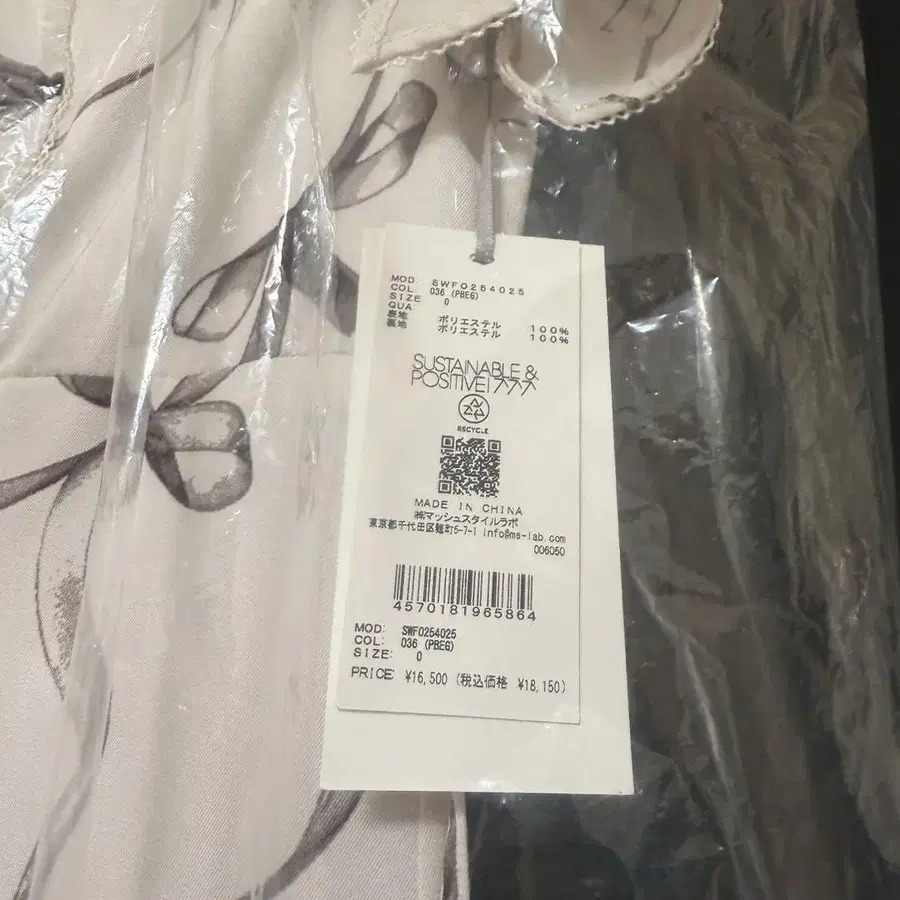 MOD: SWF0254025
COL: 036 (PBEG)
SIZE 0
QUA:
表地 ポリエステル 100%
裏地 ポリエステル 100%
SUSTAINABLE &
POSITIVE! ↗↗↗
RECYCLE
MADE IN CHINA
㈱マッシュスタイルラボ
東京都千代田区麹町5-7-1 info@ms-lab.com
006050
4570181965864
MOD: SWF0254025
COL: 036 (PBEG)
SIZE: 0
PRICE: ¥16,500 (税込価格 ¥18,150)